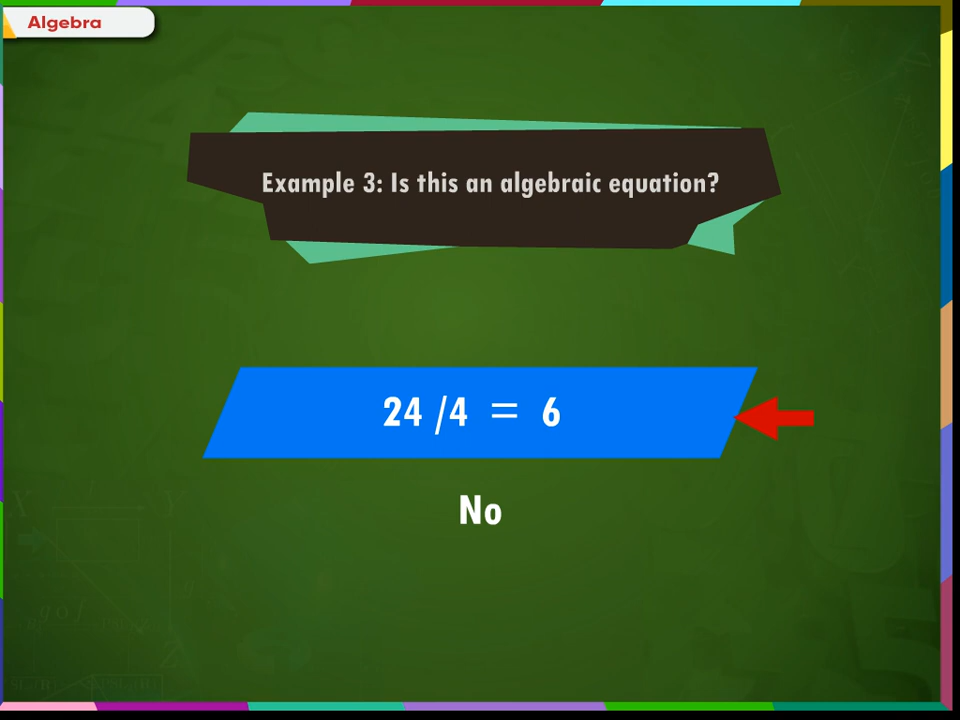 Algebra
Example 3: Is this an algebraic equation?
24 /4 = 6
No